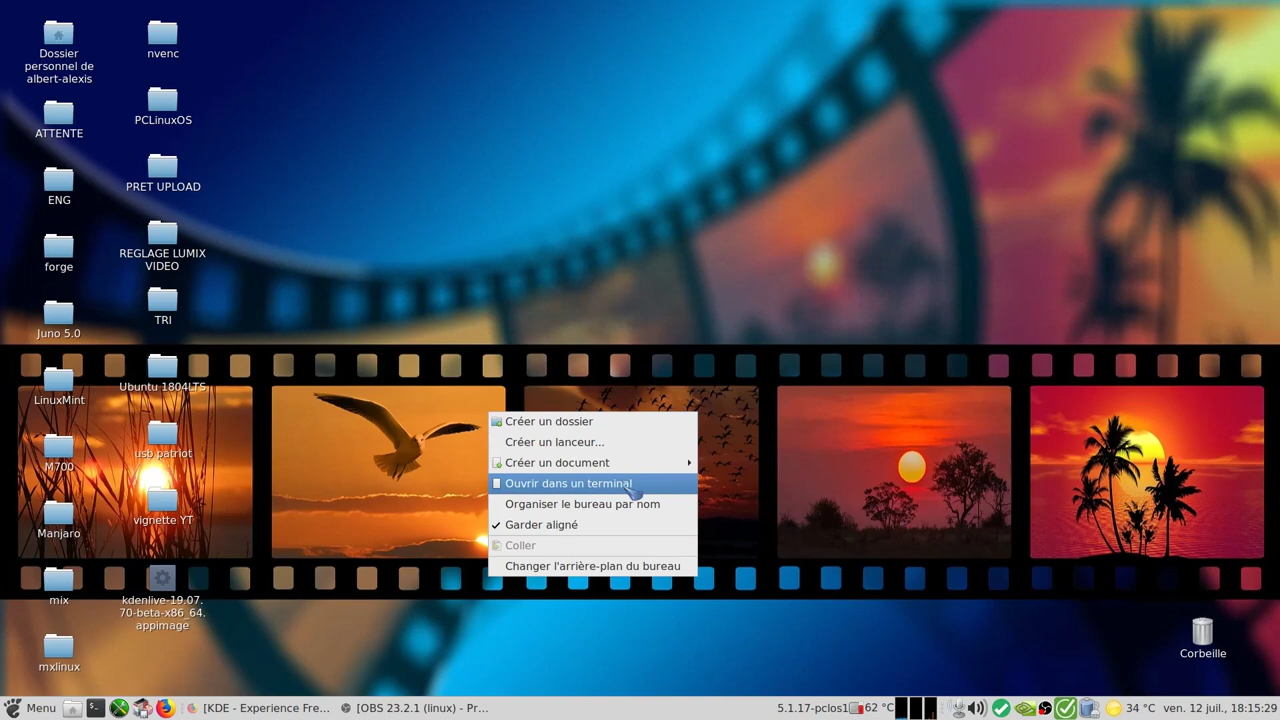 Dossier
personnel de
albert-alexis
ATTENTE
ENG
forge
Juno 5.0
LinuxMint
M700
Manjaro
mix
mxlinux
nvenc
PCLinuxOS
PRET UPLOAD
REGLAGE LUMIX
VIDEO
TRI
Ubuntu 1804LTS
usb patriot
vignette YT
kdenlive-19.07.
70-beta-x86_64.
appimage
Créer un dossier
Créer un lanceur...
Créer un document
Ouvrir dans un terminal
Organiser le bureau par nom
Garder aligné
Coller
Changer l'arrière-plan du bureau
Corbeille
Menu
[KDE - Experience Fre...
[OBS 23.2.1 (linux) - Pr...
5.1.17-pclos1
62 °C
34 °C
ven. 12 juil., 18:15:29